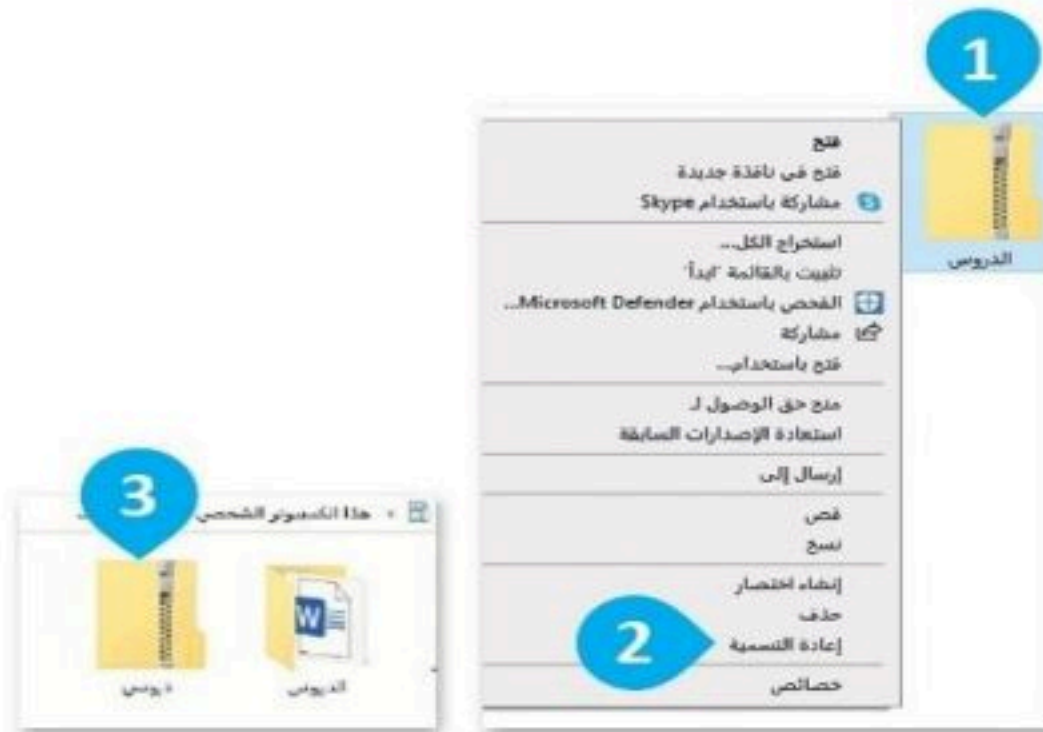 1
الدروس
فتح
فتح في نافذة جديدة
مشاركة باستخدام Skype
استخراج الكل...
تثبيت بالقائمة "ابدأ"
الفحص باستخدام Microsoft Defender...
مشاركة
فتح باستخدام...
منح حق الوصول لـ
استعادة الإصدارات السابقة
إرسال إلى
قص
نسخ
إنشاء اختصار
حذف
2
إعادة التسمية
خصائص
3
هذا الكمبيوتر الشخصي
W
الدروس
دروسي